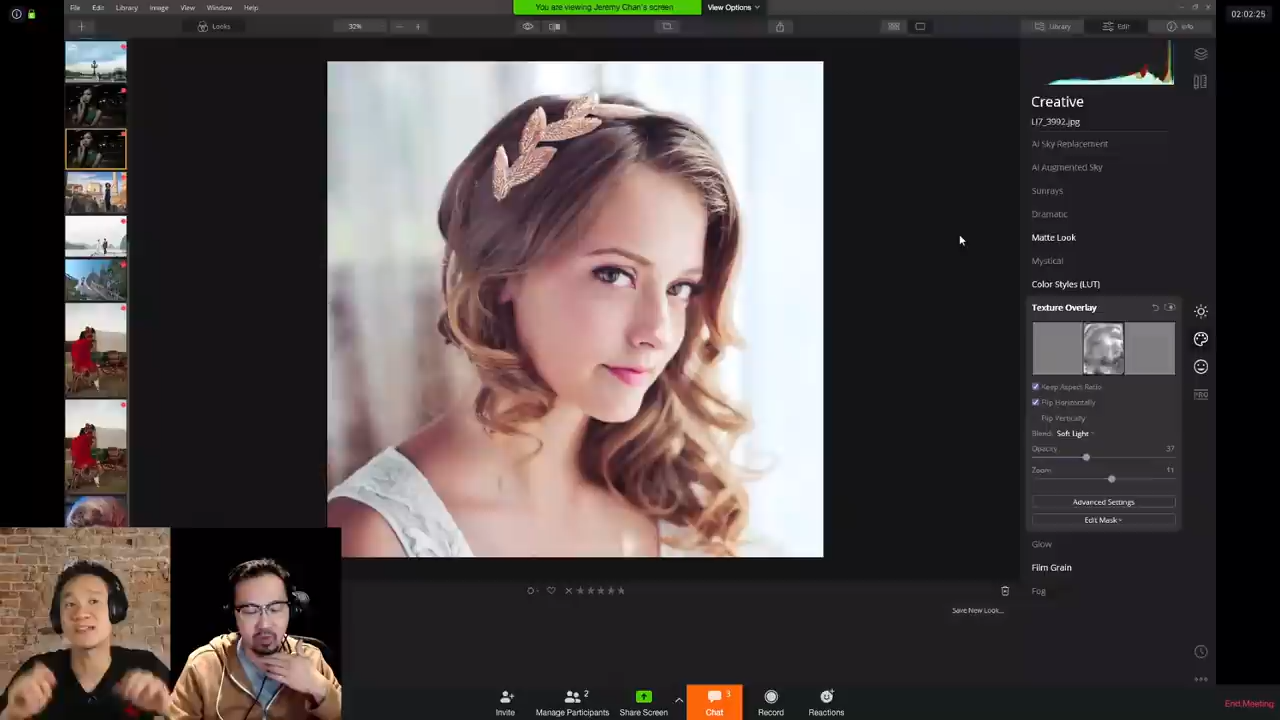 You are viewing Jeremy Chan's screen
View Options
02:02:25
File
Edit
Library
Image
View
Window
Help
Looks
32%
Library
Edit
Info
Creative
LJ7_3992.jpg
AI Sky Replacement
AI Augmented Sky
Sunrays
Dramatic
Matte Look
Mystical
Color Styles (LUT)
Texture Overlay
Keep Aspect Ratio
Flip Horizontally
Flip Vertically
Blend: Soft Light
Opacity 37
Zoom 11
Advanced Settings
Edit Mask
Glow
Film Grain
Fog
PRO
Save New Look...
Invite
2
Manage Participants
Share Screen
3
Chat
Record
Reactions
End Meeting